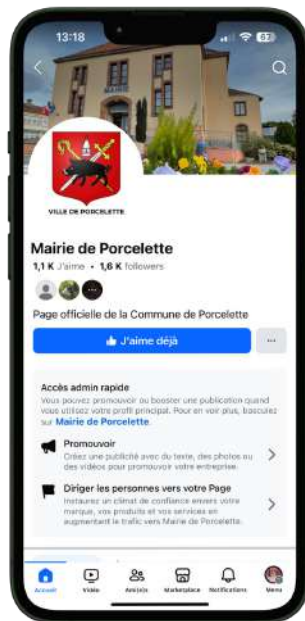 13:18
63
MAIRIE
VILLE DE PORCELETTE
Mairie de Porcelette
1,1 K J'aime • 1,6 K followers
Page officielle de la Commune de Porcelette
J'aime déjà
Accès admin rapide
Vous pouvez promouvoir ou booster une publication quand
vous utilisez votre profil principal. Pour en voir plus, basculez
sur Mairie de Porcelette.
Promouvoir
Créez une publicité avec du texte, des photos ou
des vidéos pour promouvoir votre entreprise.
Diriger les personnes vers votre Page
Instaurez un climat de confiance envers votre
marque, vos produits et vos services en
augmentant le trafic vers Mairie de Porcelette.
Accueil
Vidéo
Ami(e)s
Marketplace
Notifications
Menu